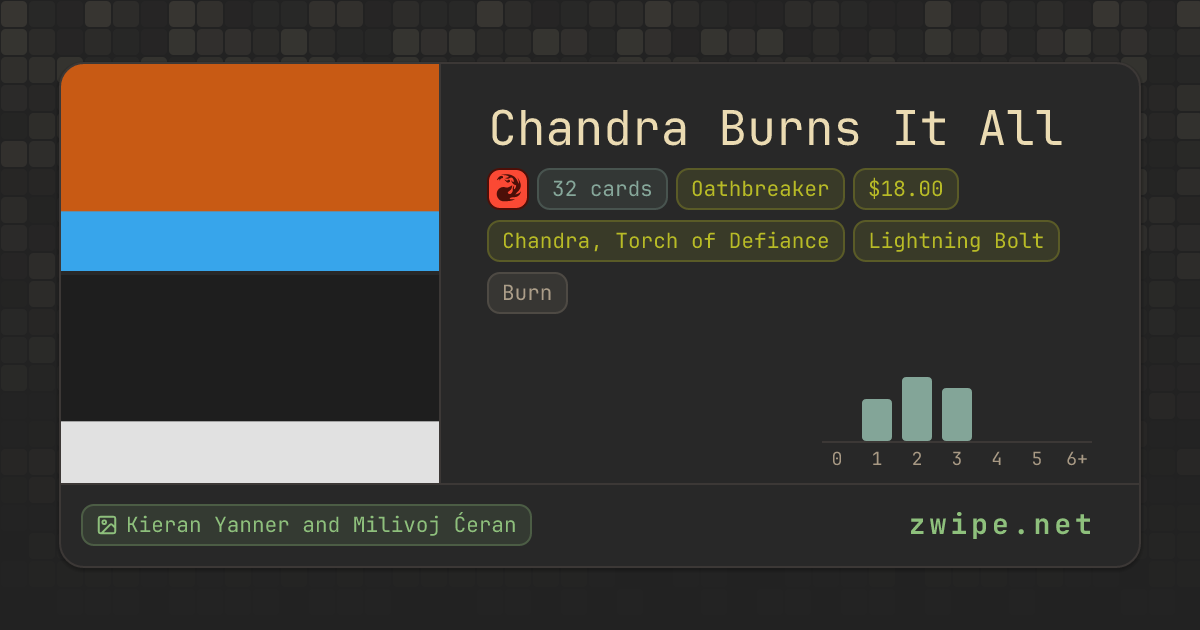 Chandra Burns It All
32 cards Oathbreaker $18.00
Chandra, Torch of Defiance Lightning Bolt
Burn
0 1 2 3 4 5 6+
Kieran Yanner and Milivoj Ćeran
zwipe.net